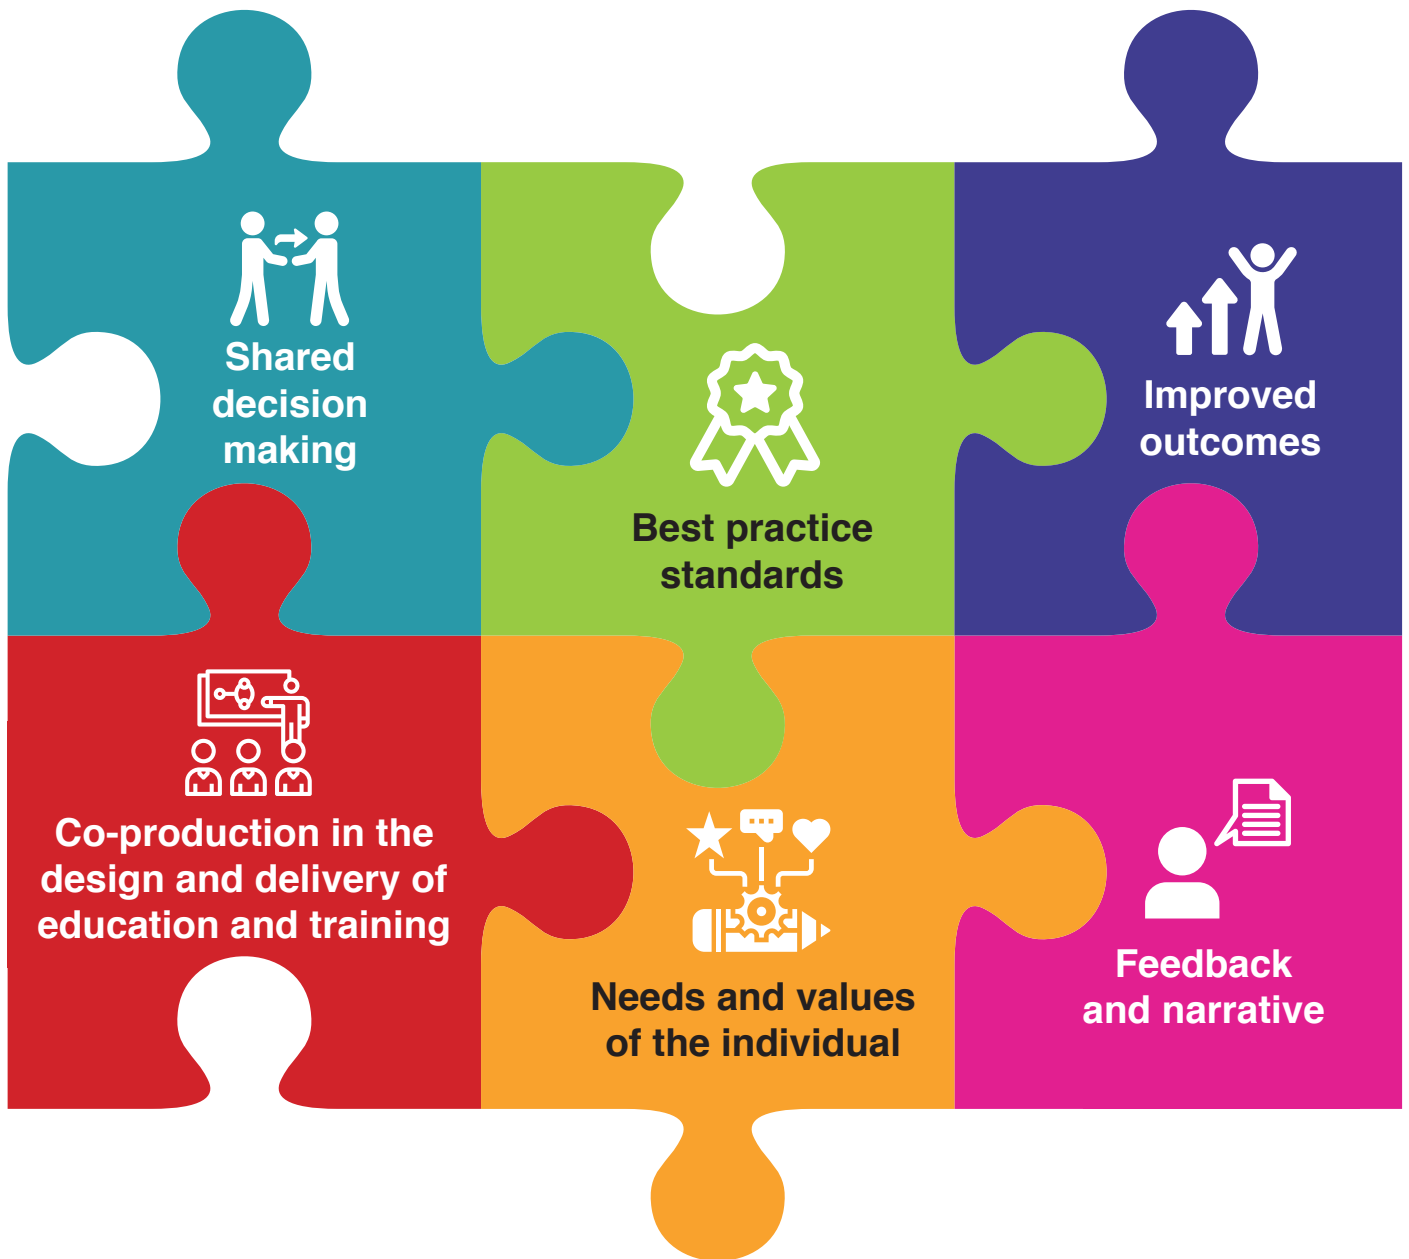 Shared
decision
making
Best practice
standards
Improved
outcomes
Co-production in the
design and delivery of
education and training
Needs and values
of the individual
Feedback
and narrative